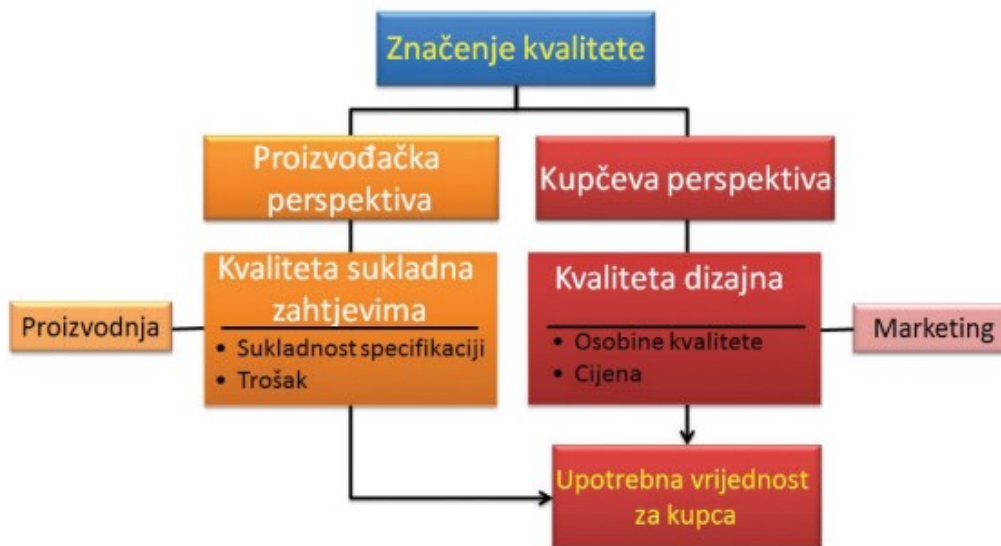 Značenje kvalitete
Proizvođačka
perspektiva
Kupčeva perspektiva
Kvaliteta sukladna
zahtjevima
• Sukladnost specifikaciji
• Trošak
Kvaliteta dizajna
• Osobine kvalitete
• Cijena
Proizvodnja
Marketing
Upotrebna vrijednost
za kupca